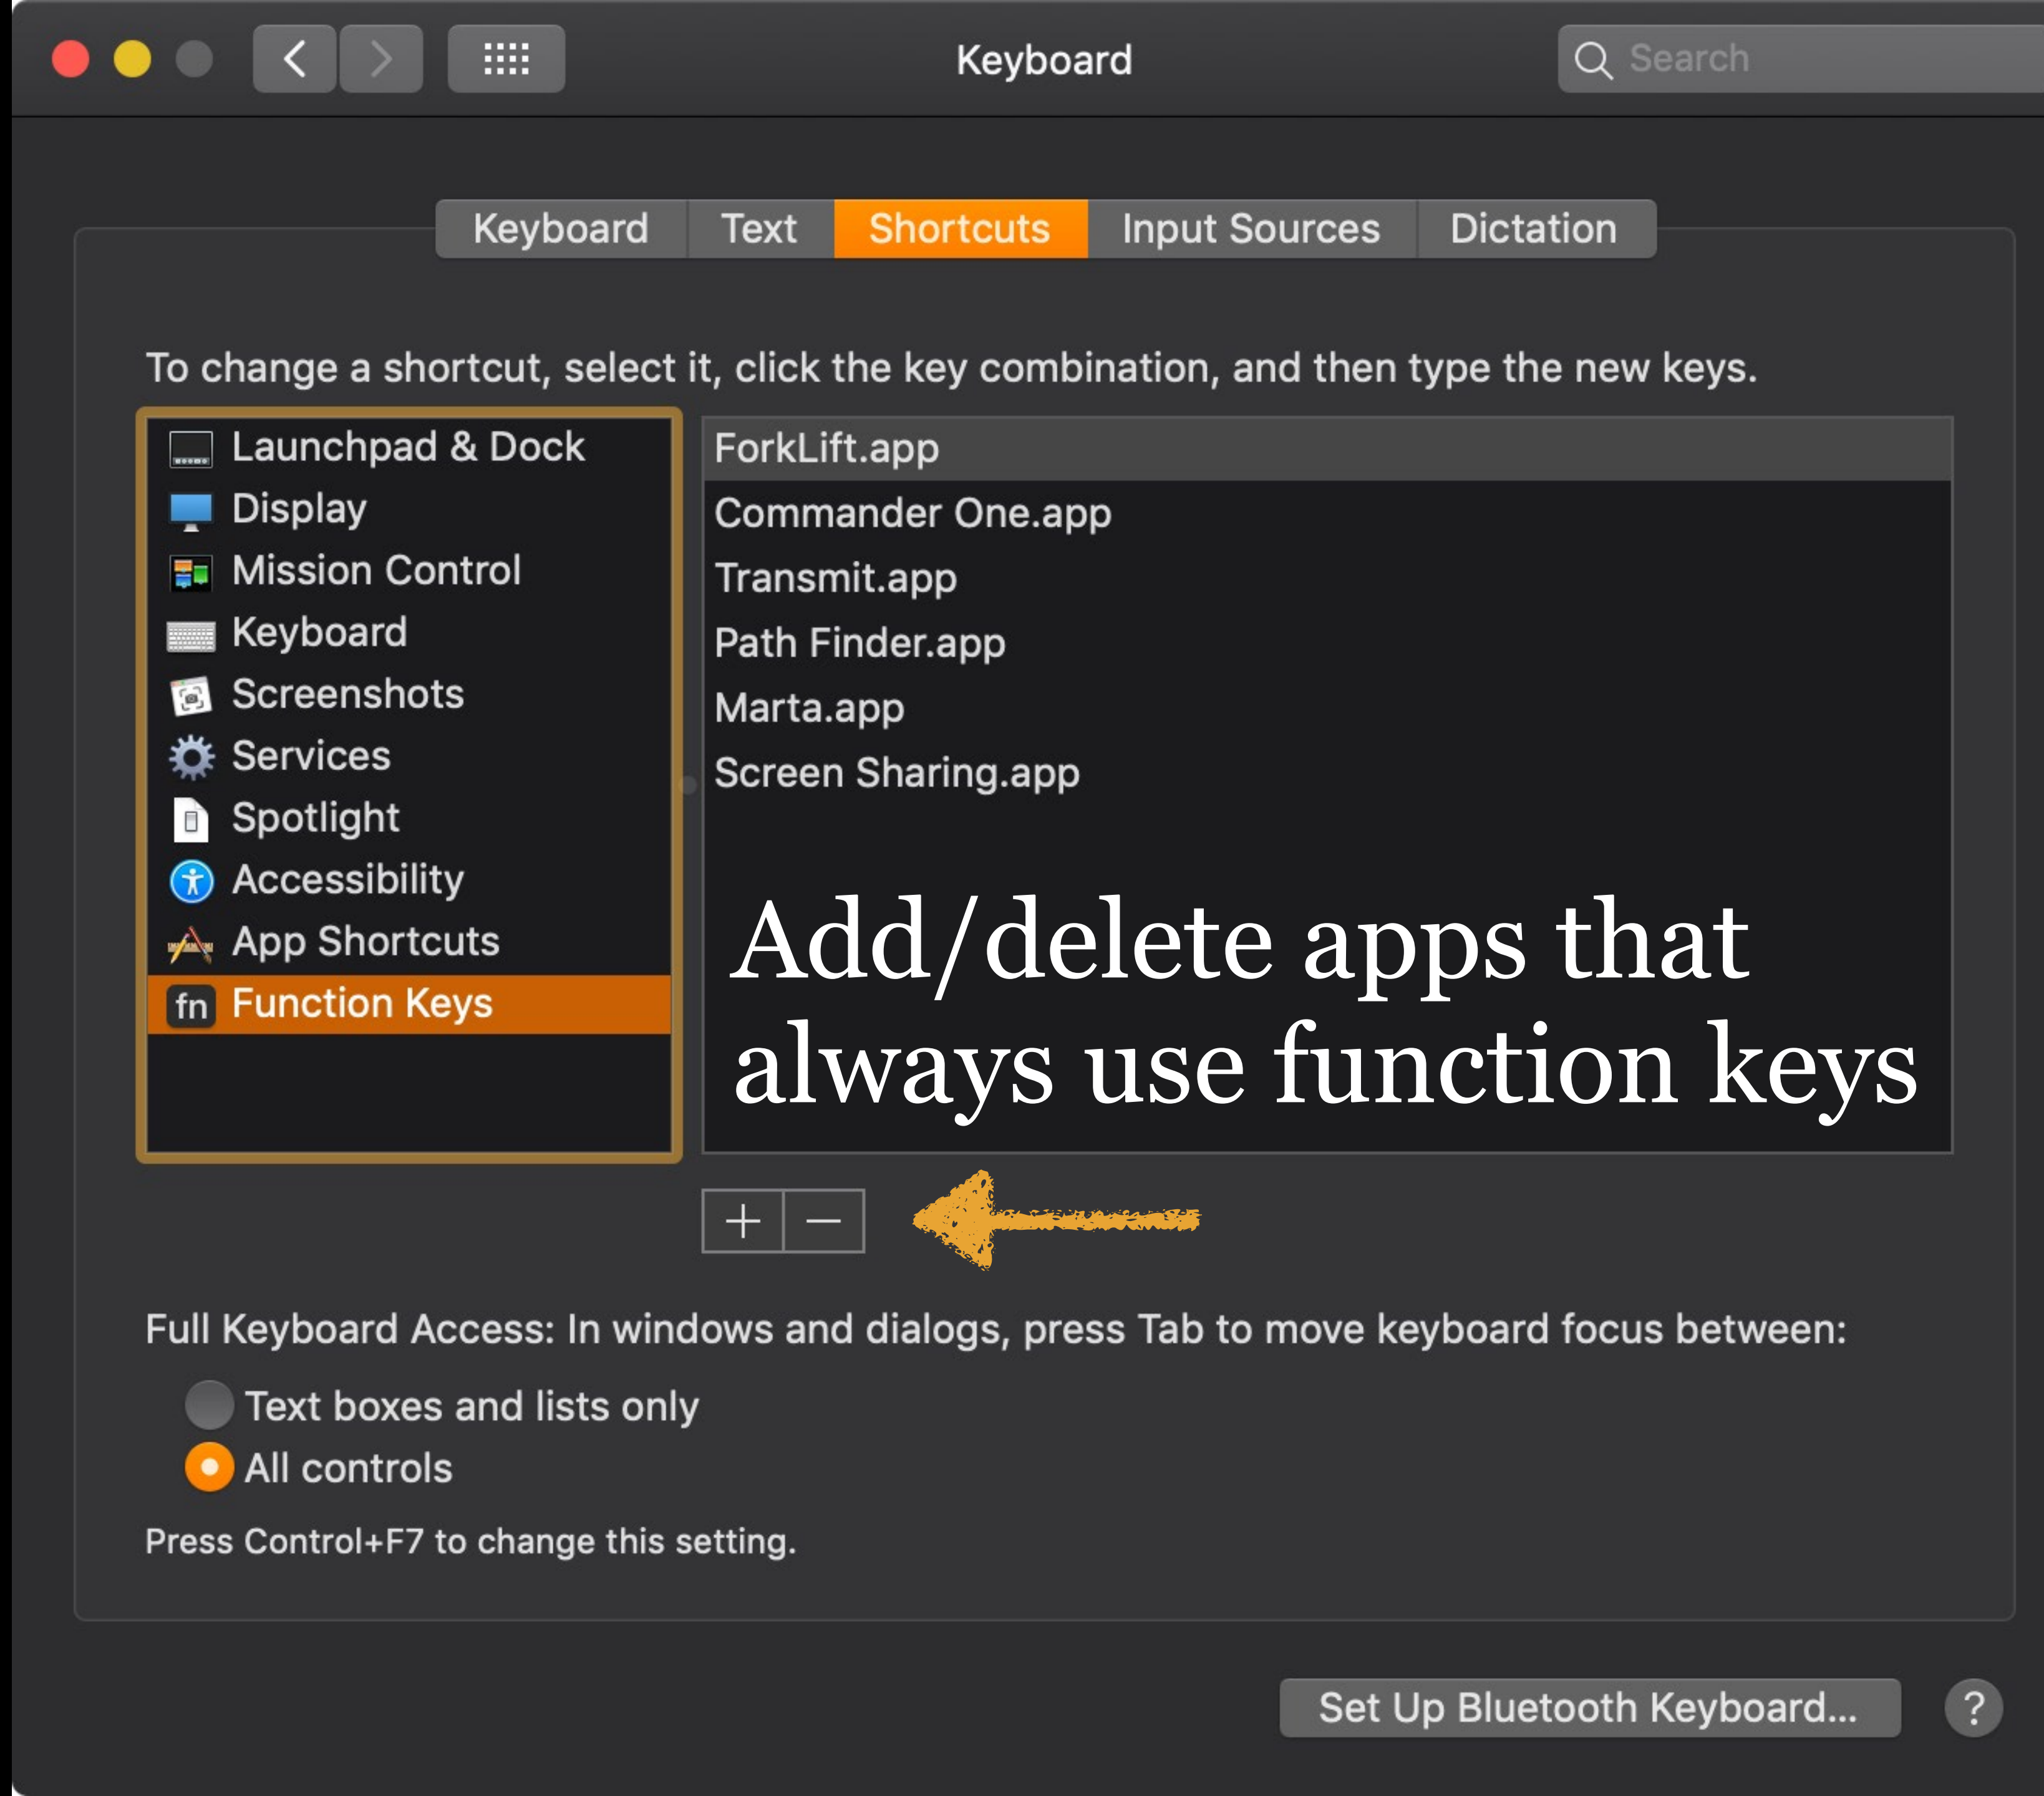 Keyboard
Search
Keyboard Text Shortcuts Input Sources Dictation
To change a shortcut, select it, click the key combination, and then type the new keys.
Launchpad & Dock
Display
Mission Control
Keyboard
Screenshots
Services
Spotlight
Accessibility
App Shortcuts
fn Function Keys
ForkLift.app
Commander One.app
Transmit.app
Path Finder.app
Marta.app
Screen Sharing.app
Add/delete apps that
always use function keys
Full Keyboard Access: In windows and dialogs, press Tab to move keyboard focus between:
Text boxes and lists only
All controls
Press Control+F7 to change this setting.
Set Up Bluetooth Keyboard... ?